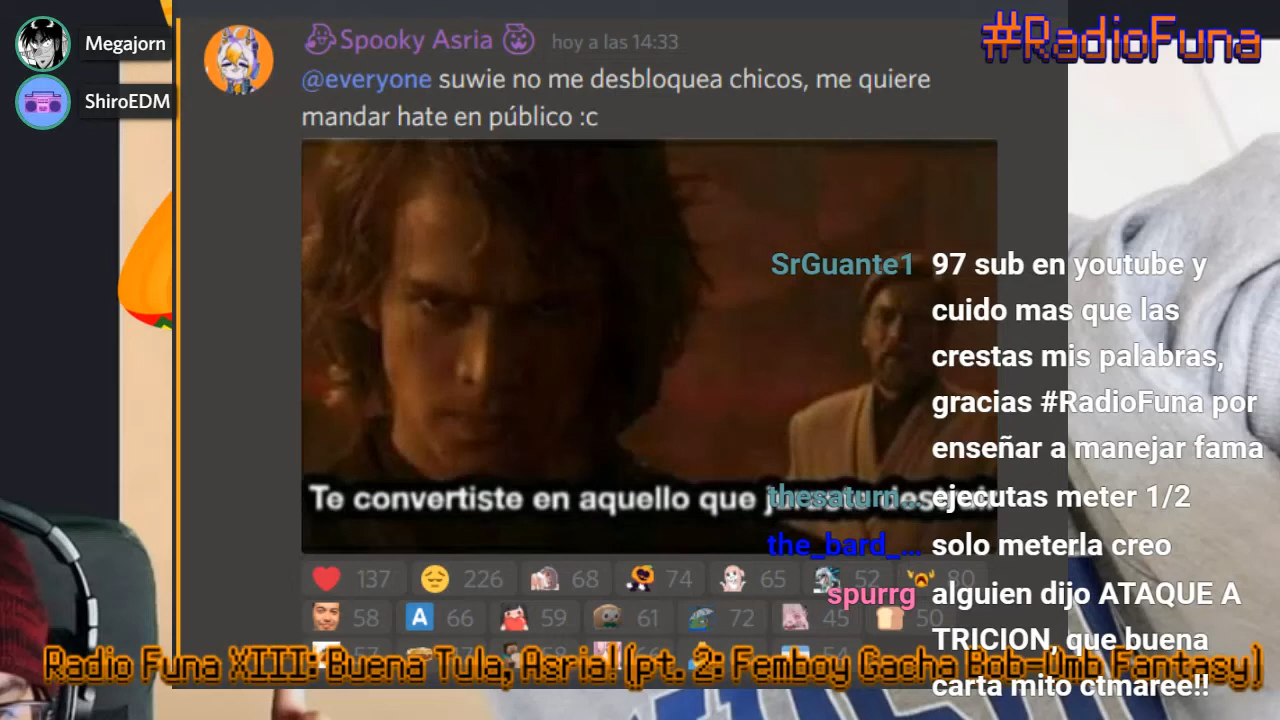 Megajorn
ShiroEDM
Spooky Asria
hoy a las 14:33
@everyone suwie no me desbloquea chicos, me quiere
mandar hate en público :c
#RadioFuna
Te convertiste en aquello que
SrGuante1 97 sub en youtube y
cuido mas que las
crestas mis palabras,
gracias #RadioFuna por
enseñar a manejar fama
thesaturn... ejecutas meter 1/2
the_bard_... solo meterla creo
spurrg alguien dijo ATAQUE A
TRICION, que buena
carta mito ctmaree!!
137 226 68 74 65 52 80
58 A 66 59 61 72 45 50
Radio Funa XIII: Buena Tula, Asria!(pt. 2: Femboy Gacha Bob-Omb Fantasy)